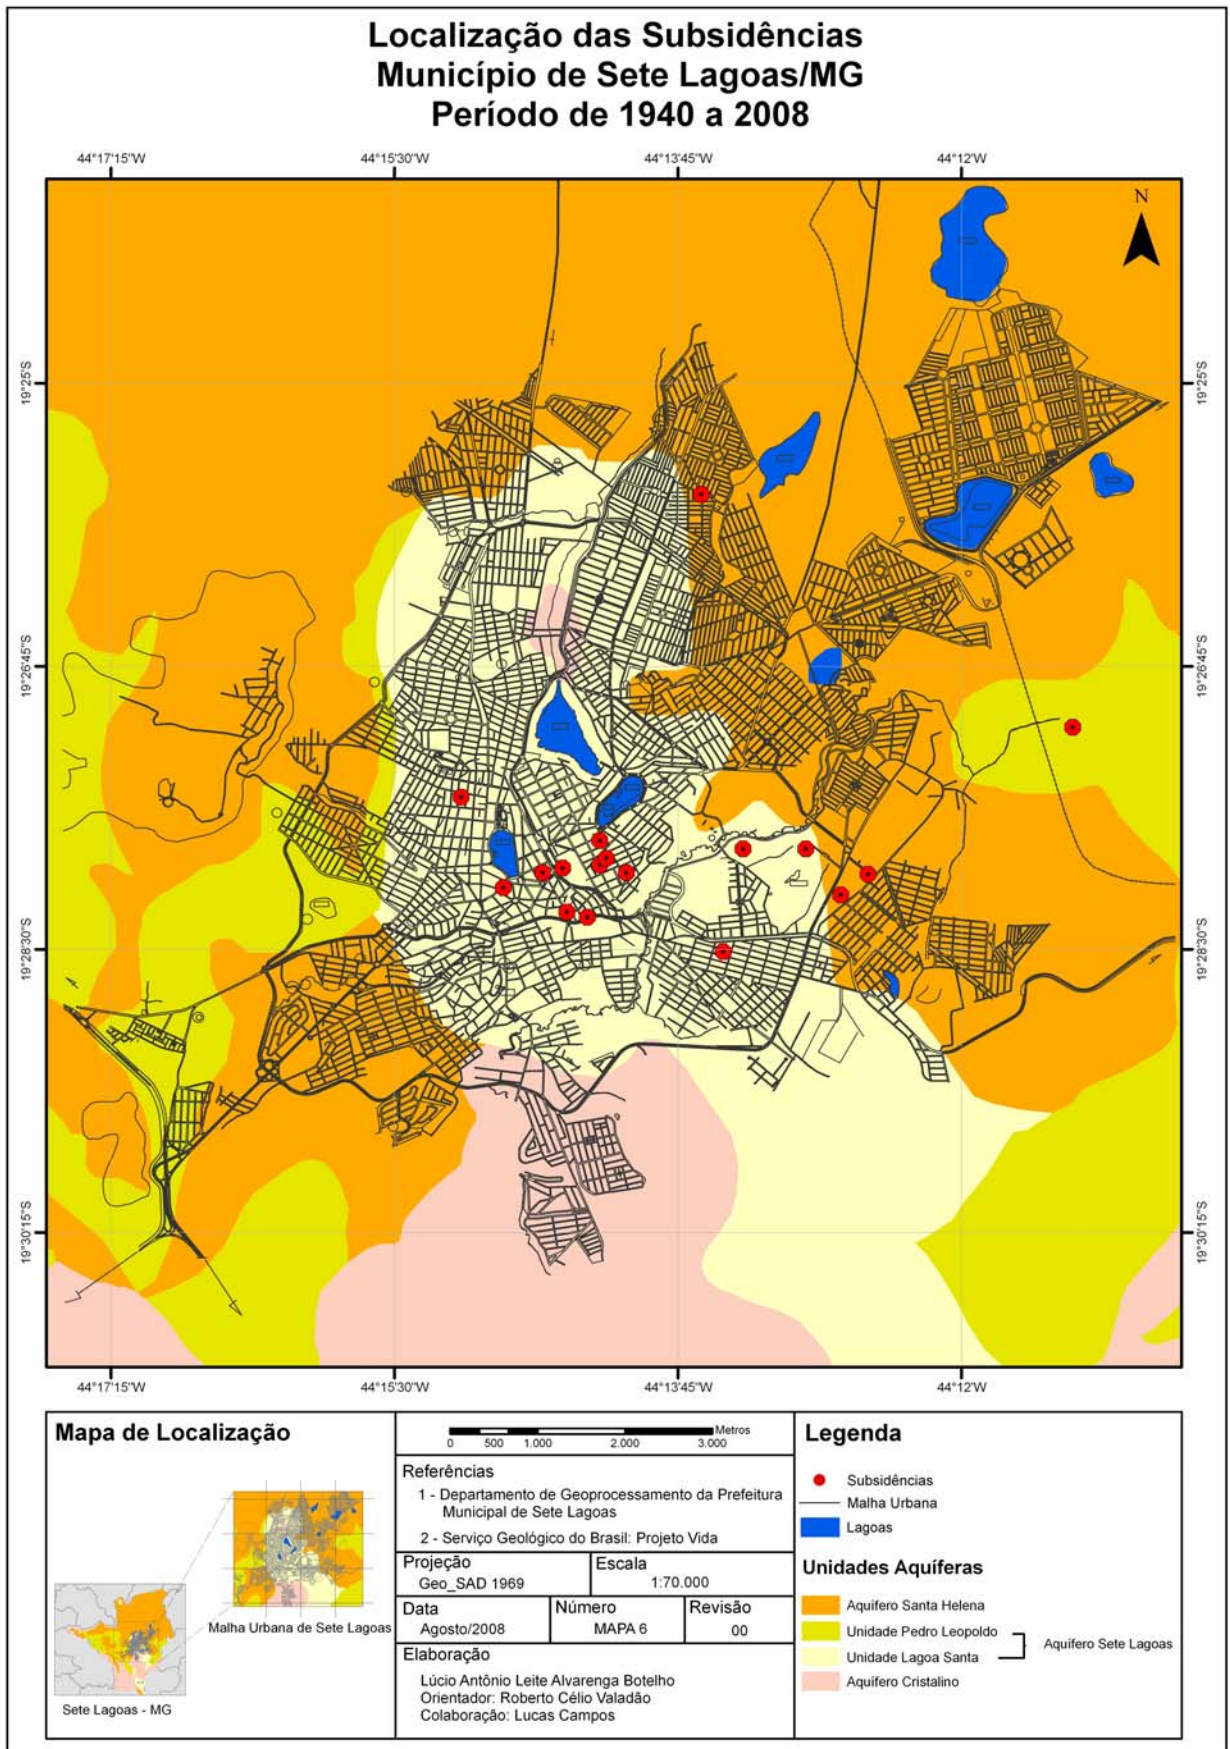 Localização das Subsidências
Município de Sete Lagoas/MG
Período de 1940 a 2008
44°17'15"W 44°15'30"W 44°13'45"W 44°12'W
N
19°25'S 19°25'S
19°26'45"S 19°26'45"S
19°28'30"S 19°28'30"S
19°30'15"S 19°30'15"S
44°17'15"W 44°15'30"W 44°13'45"W 44°12'W
Mapa de Localização
Malha Urbana de Sete Lagoas
Sete Lagoas - MG
Metros
0 500 1.000 2.000 3.000
Referências
1 - Departamento de Geoprocessamento da Prefeitura
Municipal de Sete Lagoas
2 - Serviço Geológico do Brasil: Projeto Vida
Projeção
Geo_SAD 1969
Escala
1:70.000
Data
Agosto/2008
Número
MAPA 6
Revisão
00
Elaboração
Lúcio Antônio Leite Alvarenga Botelho
Orientador: Roberto Célio Valadão
Colaboração: Lucas Campos
Legenda
Subsidências
Malha Urbana
Lagoas
Unidades Aquíferas
Aquífero Santa Helena
Unidade Pedro Leopoldo
Unidade Lagoa Santa
Aquífero Sete Lagoas
Aquífero Cristalino